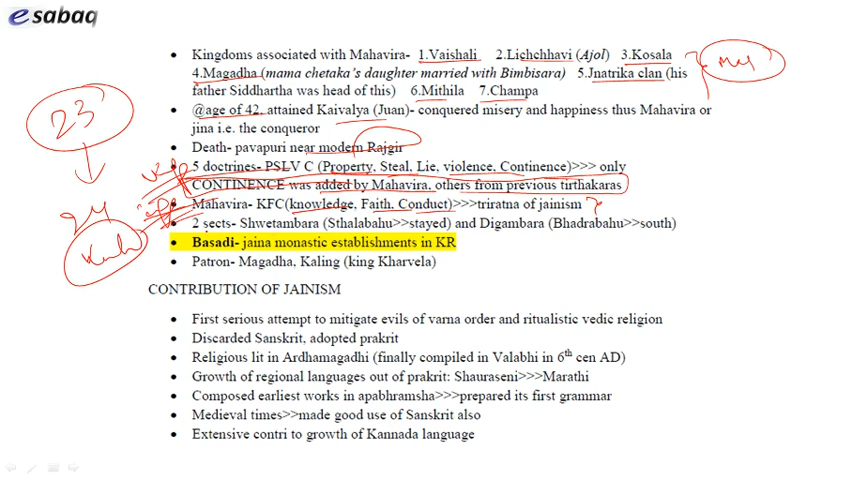 esabaq
• Kingdoms associated with Mahavira- 1.Vaishali 2.Lichchhavi (Ajol) 3.Kosala
4.Magadha (mama chetaka's daughter married with Bimbisara) 5.Jnatrika clan (his
father Siddhartha was head of this) 6.Mithila 7.Champa
• @age of 42, attained Kaivalya (Juan)- conquered misery and happiness thus Mahavira or
jina i.e. the conqueror
• Death- pavapuri near modern Rajgir
• 5 doctrines- PSLV C (Property, Steal, Lie, violence, Continence)>>> only
CONTINENCE was added by Mahavira, others from previous tirthakaras
• Mahavira- KFC(knowledge, Faith, Conduct)>>>triratna of jainism
• 2 sects- Shwetambara (Sthalabahu>>stayed) and Digambara (Bhadrabahu>>south)
• Basadi- jaina monastic establishments in KR
• Patron- Magadha, Kaling (king Kharvela)
23
24
CONTRIBUTION OF JAINISM
• First serious attempt to mitigate evils of varna order and ritualistic vedic religion
• Discarded Sanskrit, adopted prakrit
• Religious lit in Ardhamagadhi (finally compiled in Valabhi in 6th cen AD)
• Growth of regional languages out of prakrit: Shauraseni>>>Marathi
• Composed earliest works in apabhramsha>>>prepared its first grammar
• Medieval times>>made good use of Sanskrit also
• Extensive contri to growth of Kannada language